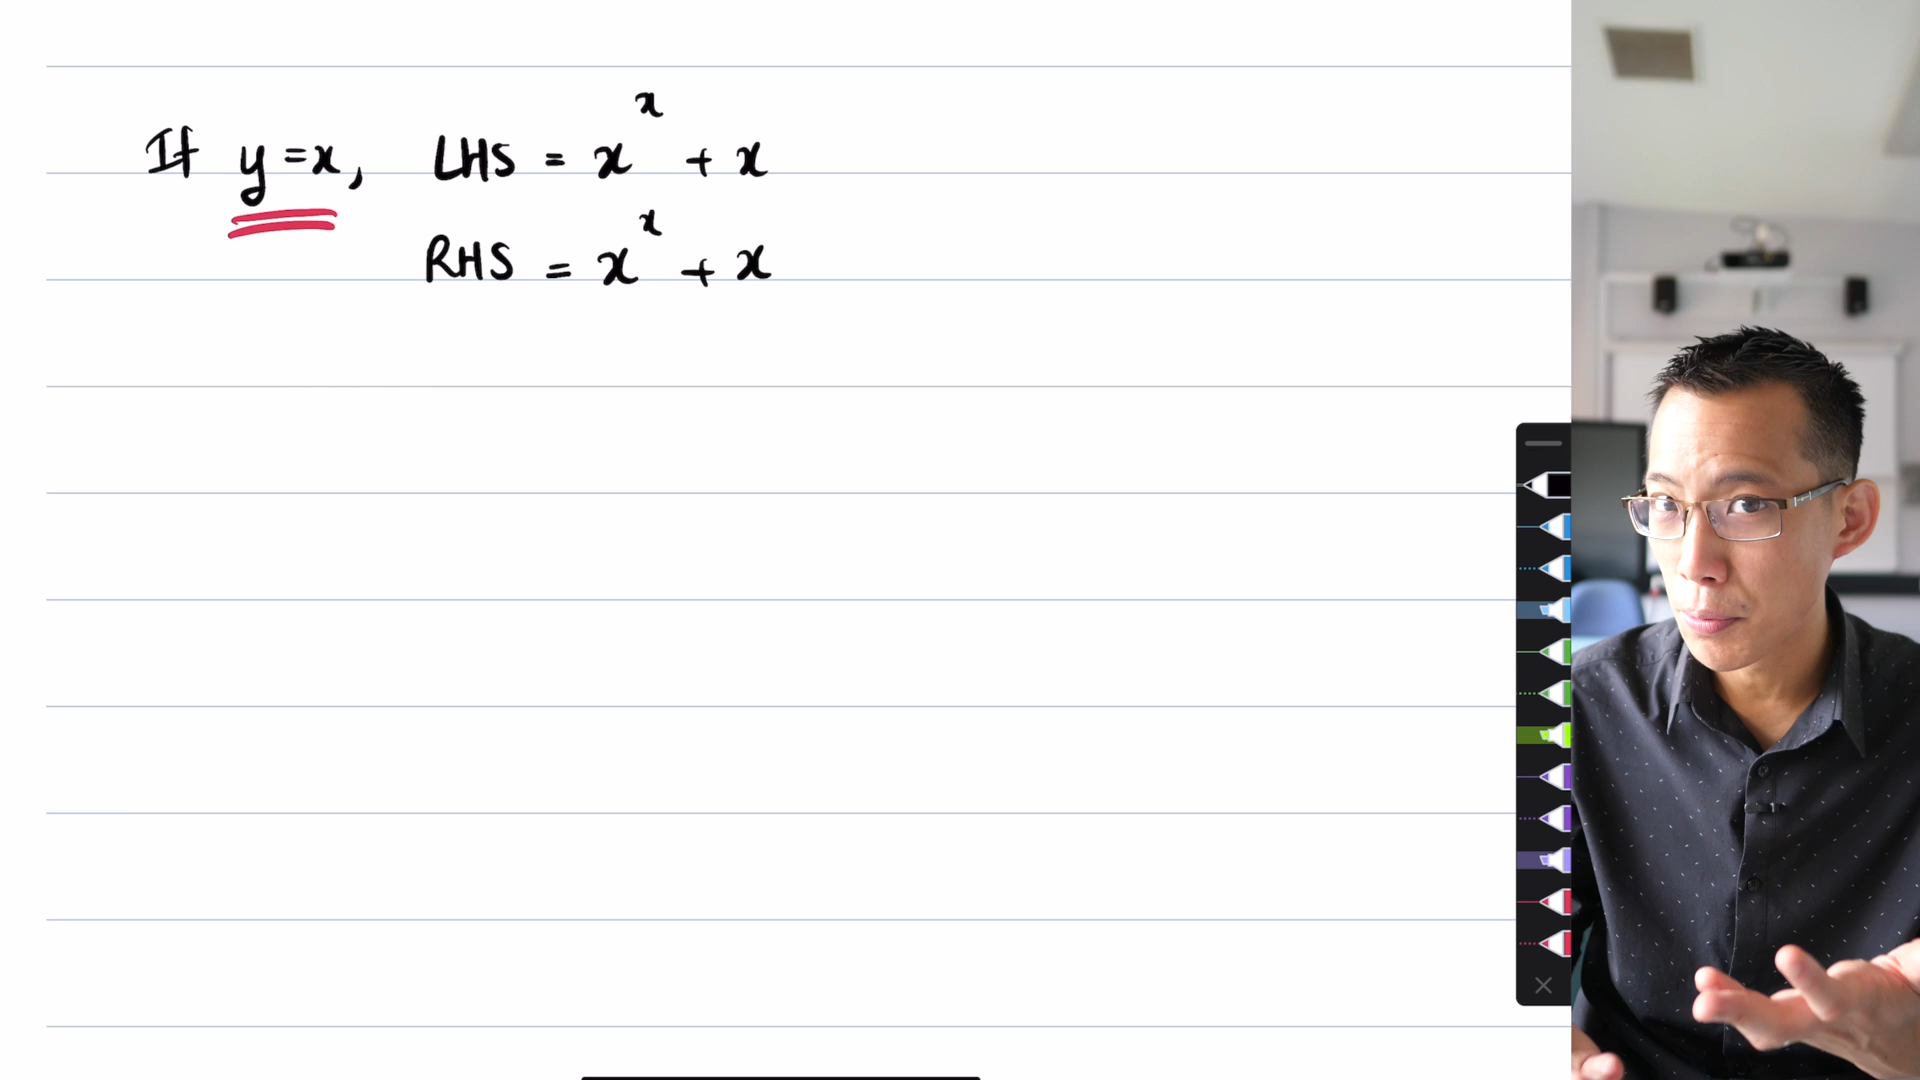 If y = x, LHS = x^x + x
RHS = x^x + x